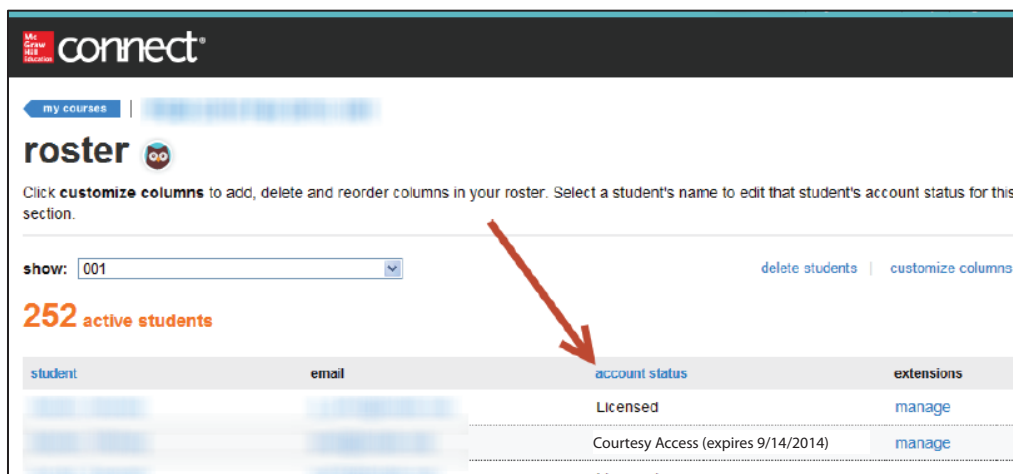 Mc
Graw
Hill
Education
connect®
my courses |
roster
Click customize columns to add, delete and reorder columns in your roster. Select a student's name to edit that student's account status for this
section.
show: 001 delete students | customize columns
252 active students
student email account status extensions
Licensed manage
Courtesy Access (expires 9/14/2014) manage